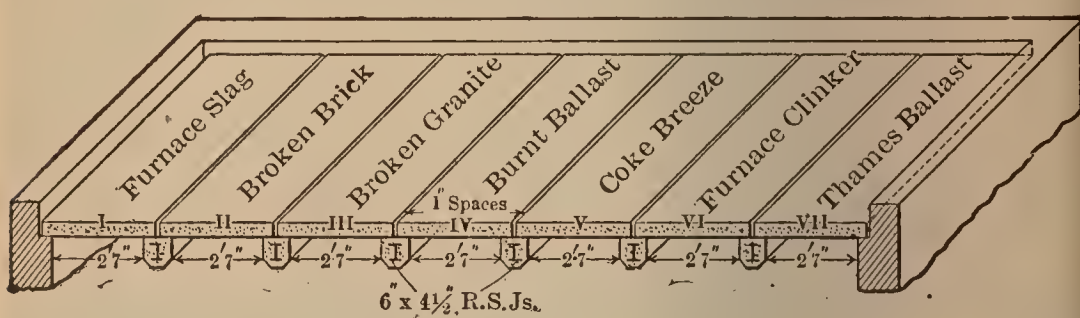 Furnace Slag
Broken Brick
Broken Granite
Burnt Ballast
Coke Breeze
Furnace Clinker
Thames Ballast
1" Spaces
I II III IV V VI VII
2'7" 2'7" 2'7" 2'7" 2'7" 2'7" 2'7"
6" x 4½" R.S.Js.